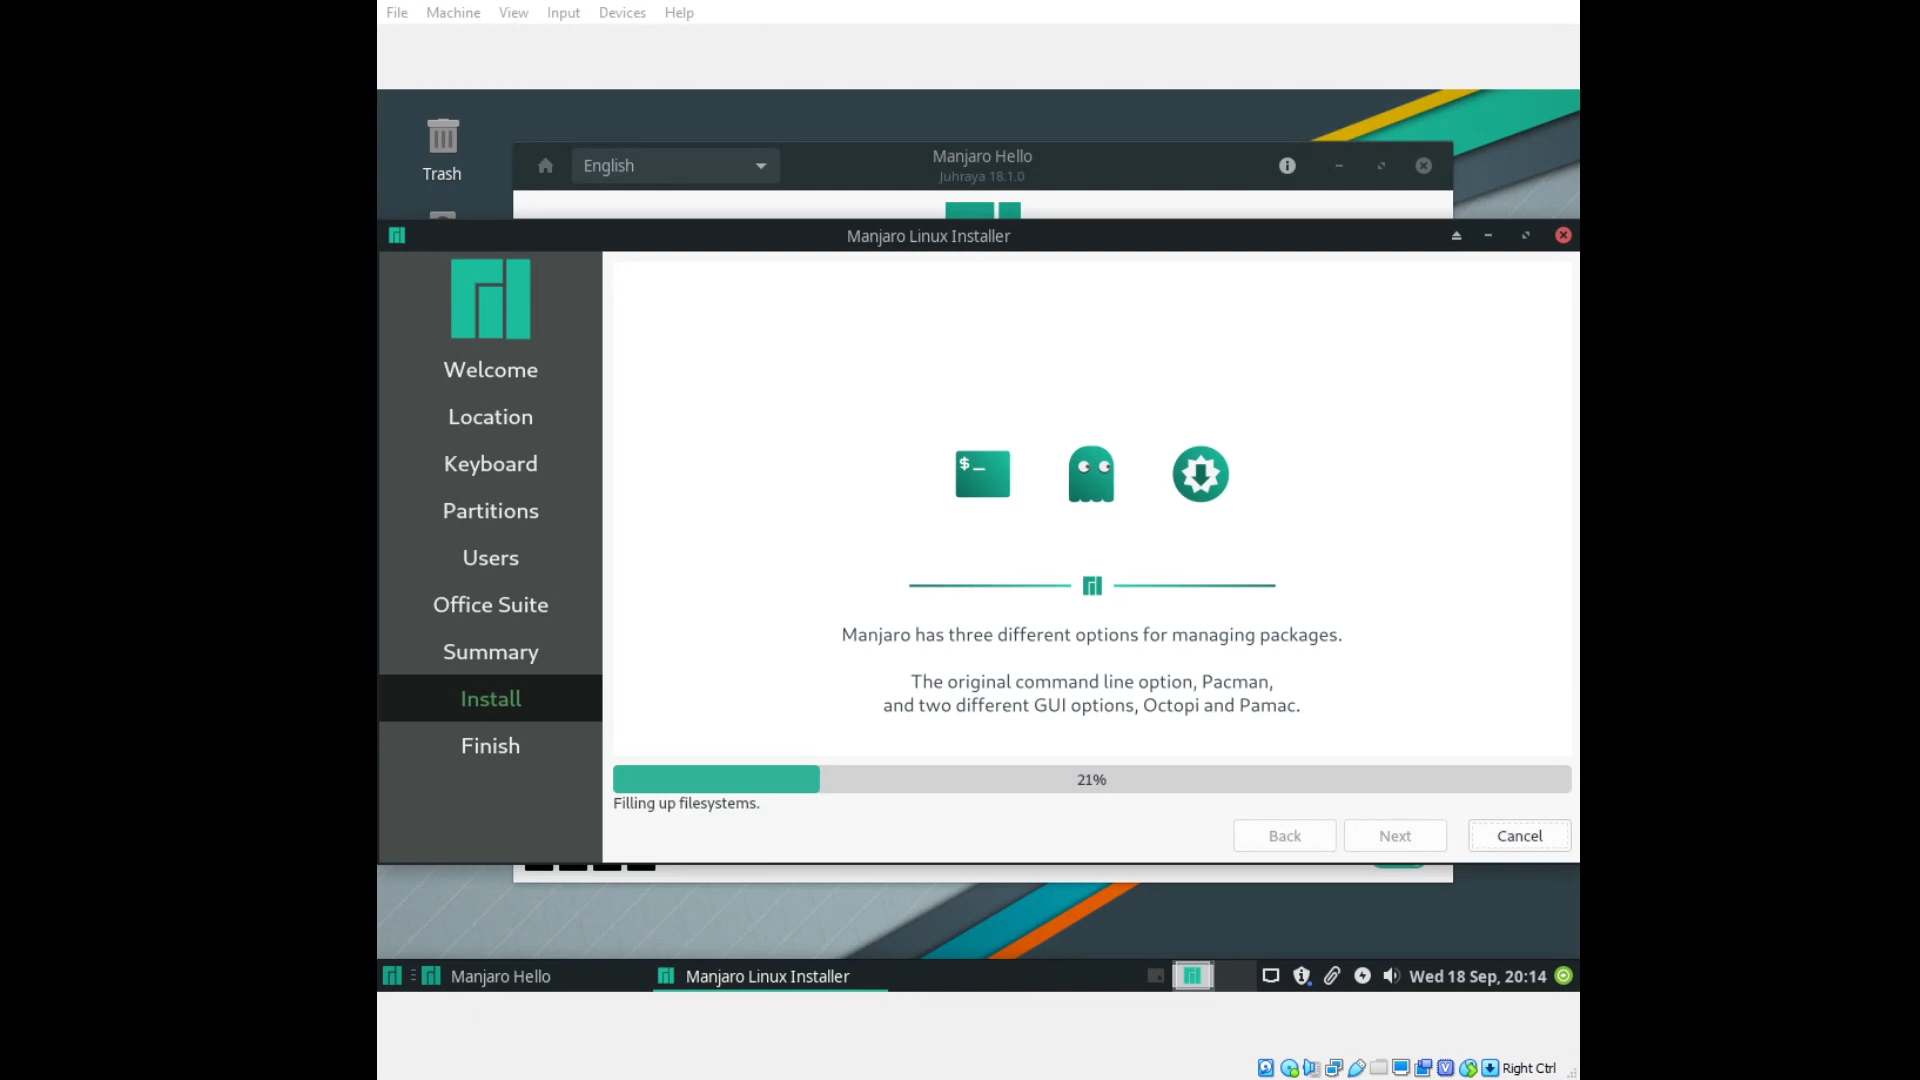 File Machine View Input Devices Help
Trash
English
Manjaro Hello
Juhraya 18.1.0
Manjaro Linux Installer
Welcome
Location
Keyboard
Partitions
Users
Office Suite
Summary
Install
Finish
$_
Manjaro has three different options for managing packages.
The original command line option, Pacman,
and two different GUI options, Octopi and Pamac.
21%
Filling up filesystems.
Back Next Cancel
Manjaro Hello
Manjaro Linux Installer
Wed 18 Sep, 20:14
Right Ctrl